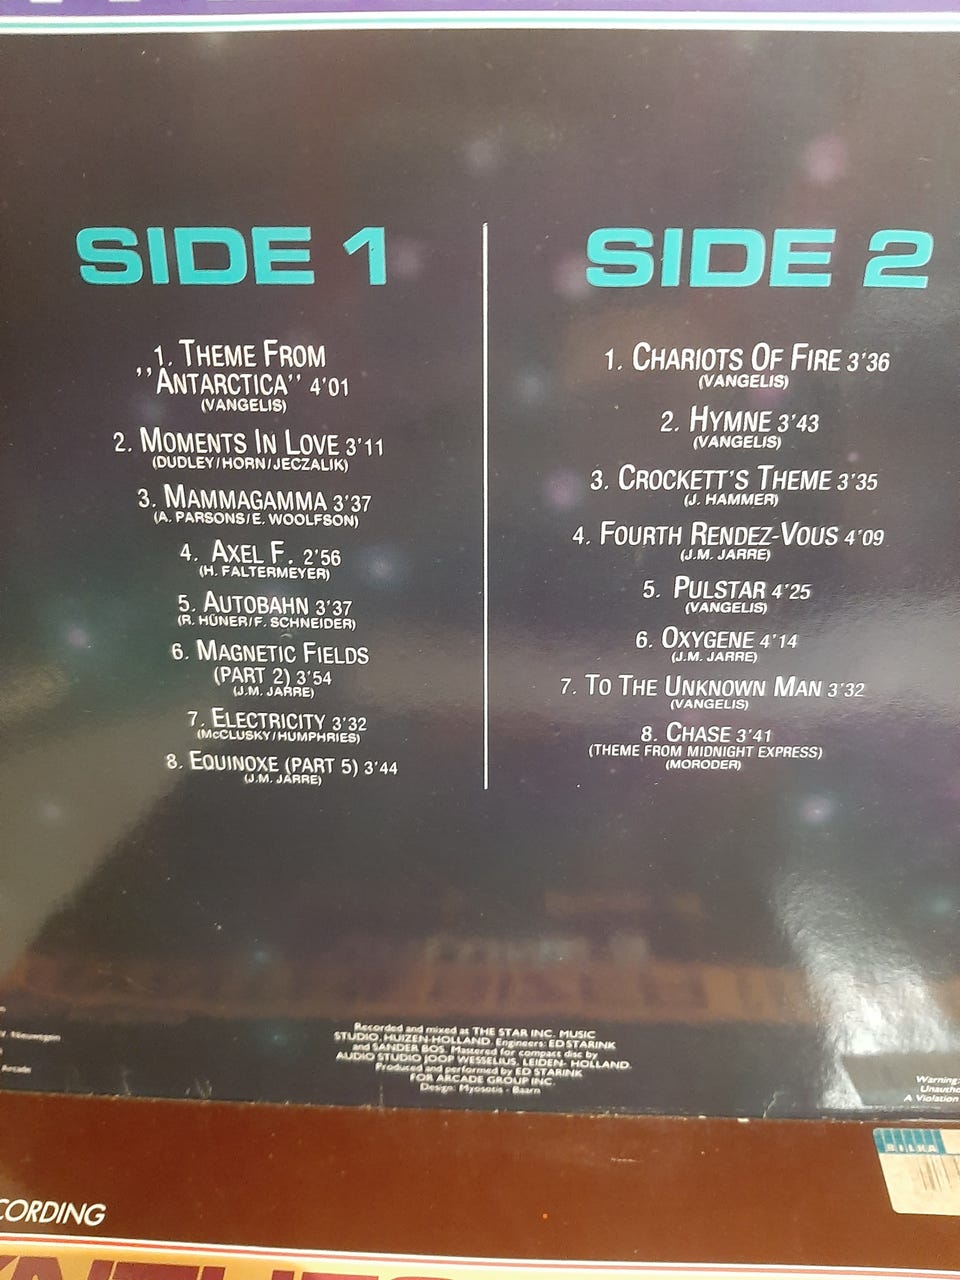 SIDE 1
1. THEME FROM
"ANTARCTICA" 4'01
(VANGELIS)
2. MOMENTS IN LOVE 3'11
(DUDLEY/HORN/JECZALIK)
3. MAMMAGAMMA 3'37
(A. PARSONS/E. WOOLFSON)
4. AXEL F. 2'56
(H. FALTERMEYER)
5. AUTOBAHN 3'37
(R. HÜNER/F. SCHNEIDER)
6. MAGNETIC FIELDS
(PART 2) 3'54
(J.M. JARRE)
7. ELECTRICITY 3'32
(McCLUSKY/HUMPHRIES)
8. EQUINOXE (PART 5) 3'44
(J.M. JARRE)
SIDE 2
1. CHARIOTS OF FIRE 3'36
(VANGELIS)
2. HYMNE 3'43
(VANGELIS)
3. CROCKETT'S THEME 3'35
(J. HAMMER)
4. FOURTH RENDEZ-VOUS 4'09
(J.M. JARRE)
5. PULSTAR 4'25
(VANGELIS)
6. OXYGENE 4'14
(J.M. JARRE)
7. TO THE UNKNOWN MAN 3'32
(VANGELIS)
8. CHASE 3'41
(THEME FROM MIDNIGHT EXPRESS)
(MORODER)
Nieuwegein
Arcade
Recorded and mixed at THE STAR INC. MUSIC
STUDIO, HUIZEN-HOLLAND. Engineers: ED STARINK
and SANDER BOS. Mastered for compact disc by
AUDIO STUDIO JOOP WESSELIUS, LEIDEN- HOLLAND.
Produced and performed by ED STARINK
FOR ARCADE GROUP INC.
Design: Myosotis - Baarn
Warning:
Unautho
A Violation
BILKA
CORDING